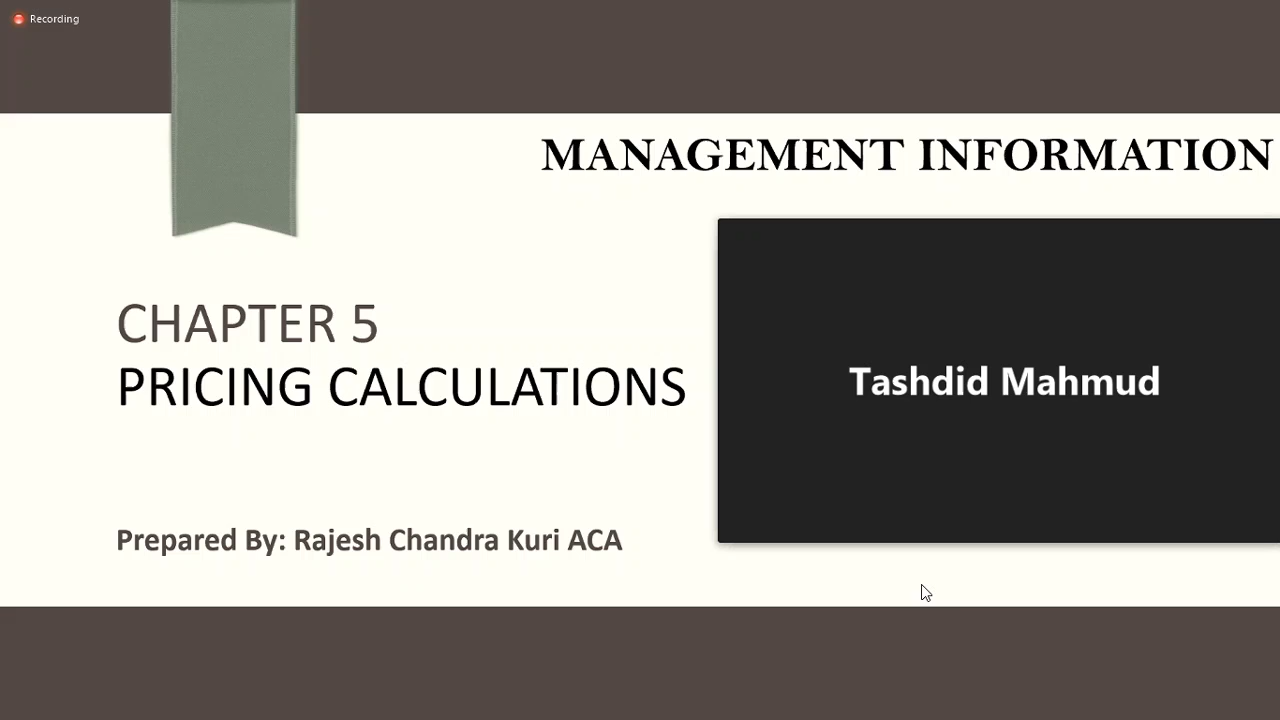 Recording
MANAGEMENT INFORMATION
CHAPTER 5
PRICING CALCULATIONS
Tashdid Mahmud
Prepared By: Rajesh Chandra Kuri ACA